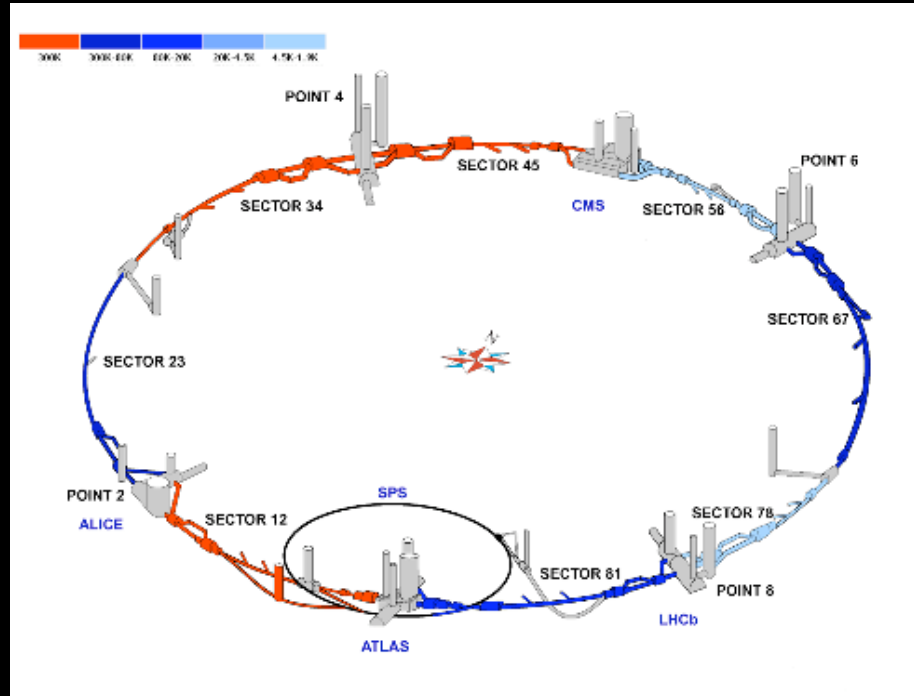 300K 300K-80K 80K-20K 20K-4.5K 4.5K-1.9K
POINT 4
SECTOR 45
POINT 6
SECTOR 34
CMS
SECTOR 56
SECTOR 67
N
SECTOR 23
POINT 2
ALICE
SPS
SECTOR 12
SECTOR 78
SECTOR 81
POINT 8
LHCb
ATLAS